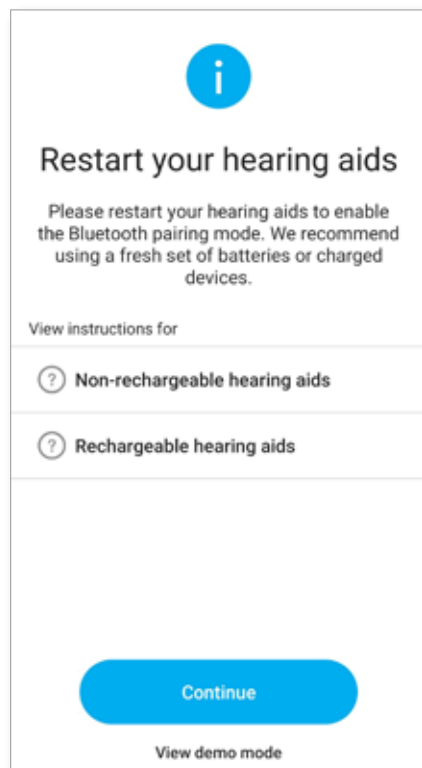 i
Restart your hearing aids
Please restart your hearing aids to enable
the Bluetooth pairing mode. We recommend
using a fresh set of batteries or charged
devices.
View instructions for
? Non-rechargeable hearing aids
? Rechargeable hearing aids
Continue
View demo mode